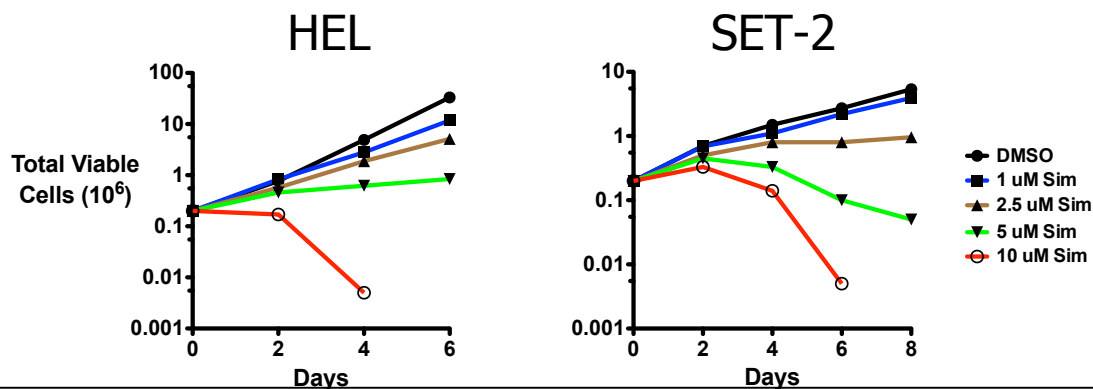 HEL
SET-2
Total Viable
Cells (10⁶)
100
10
1
0.1
0.01
0.001
0 2 4 6
Days
10
1
0.1
0.01
0.001
0 2 4 6 8
Days
DMSO
1 uM Sim
2.5 uM Sim
5 uM Sim
10 uM Sim